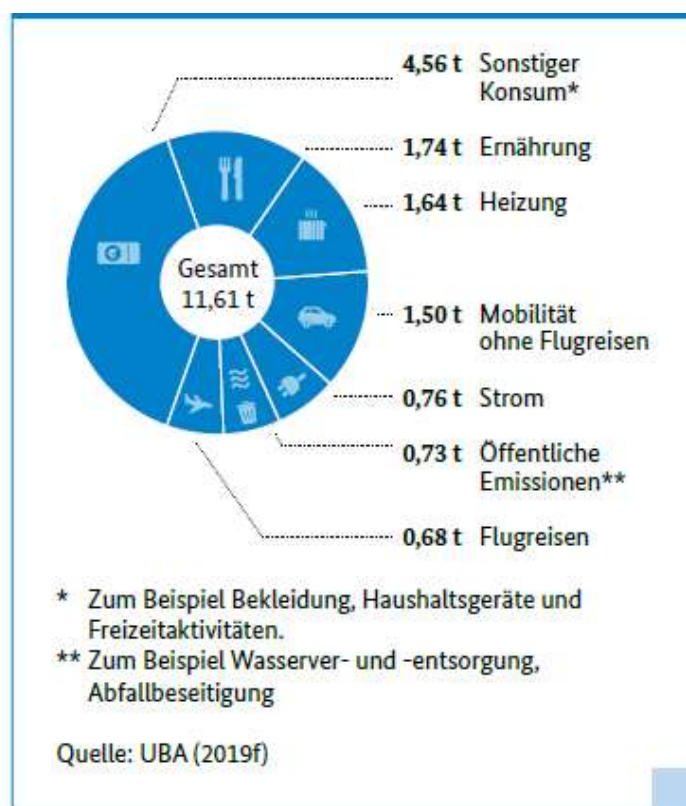 4,56 t Sonstiger
Konsum*
1,74 t Ernährung
1,64 t Heizung
Gesamt
11,61 t
1,50 t Mobilität
ohne Flugreisen
0,76 t Strom
0,73 t Öffentliche
Emissionen**
0,68 t Flugreisen
* Zum Beispiel Bekleidung, Haushaltsgeräte und
Freizeitaktivitäten.
** Zum Beispiel Wasserver- und -entsorgung,
Abfallbeseitigung
Quelle: UBA (2019f)